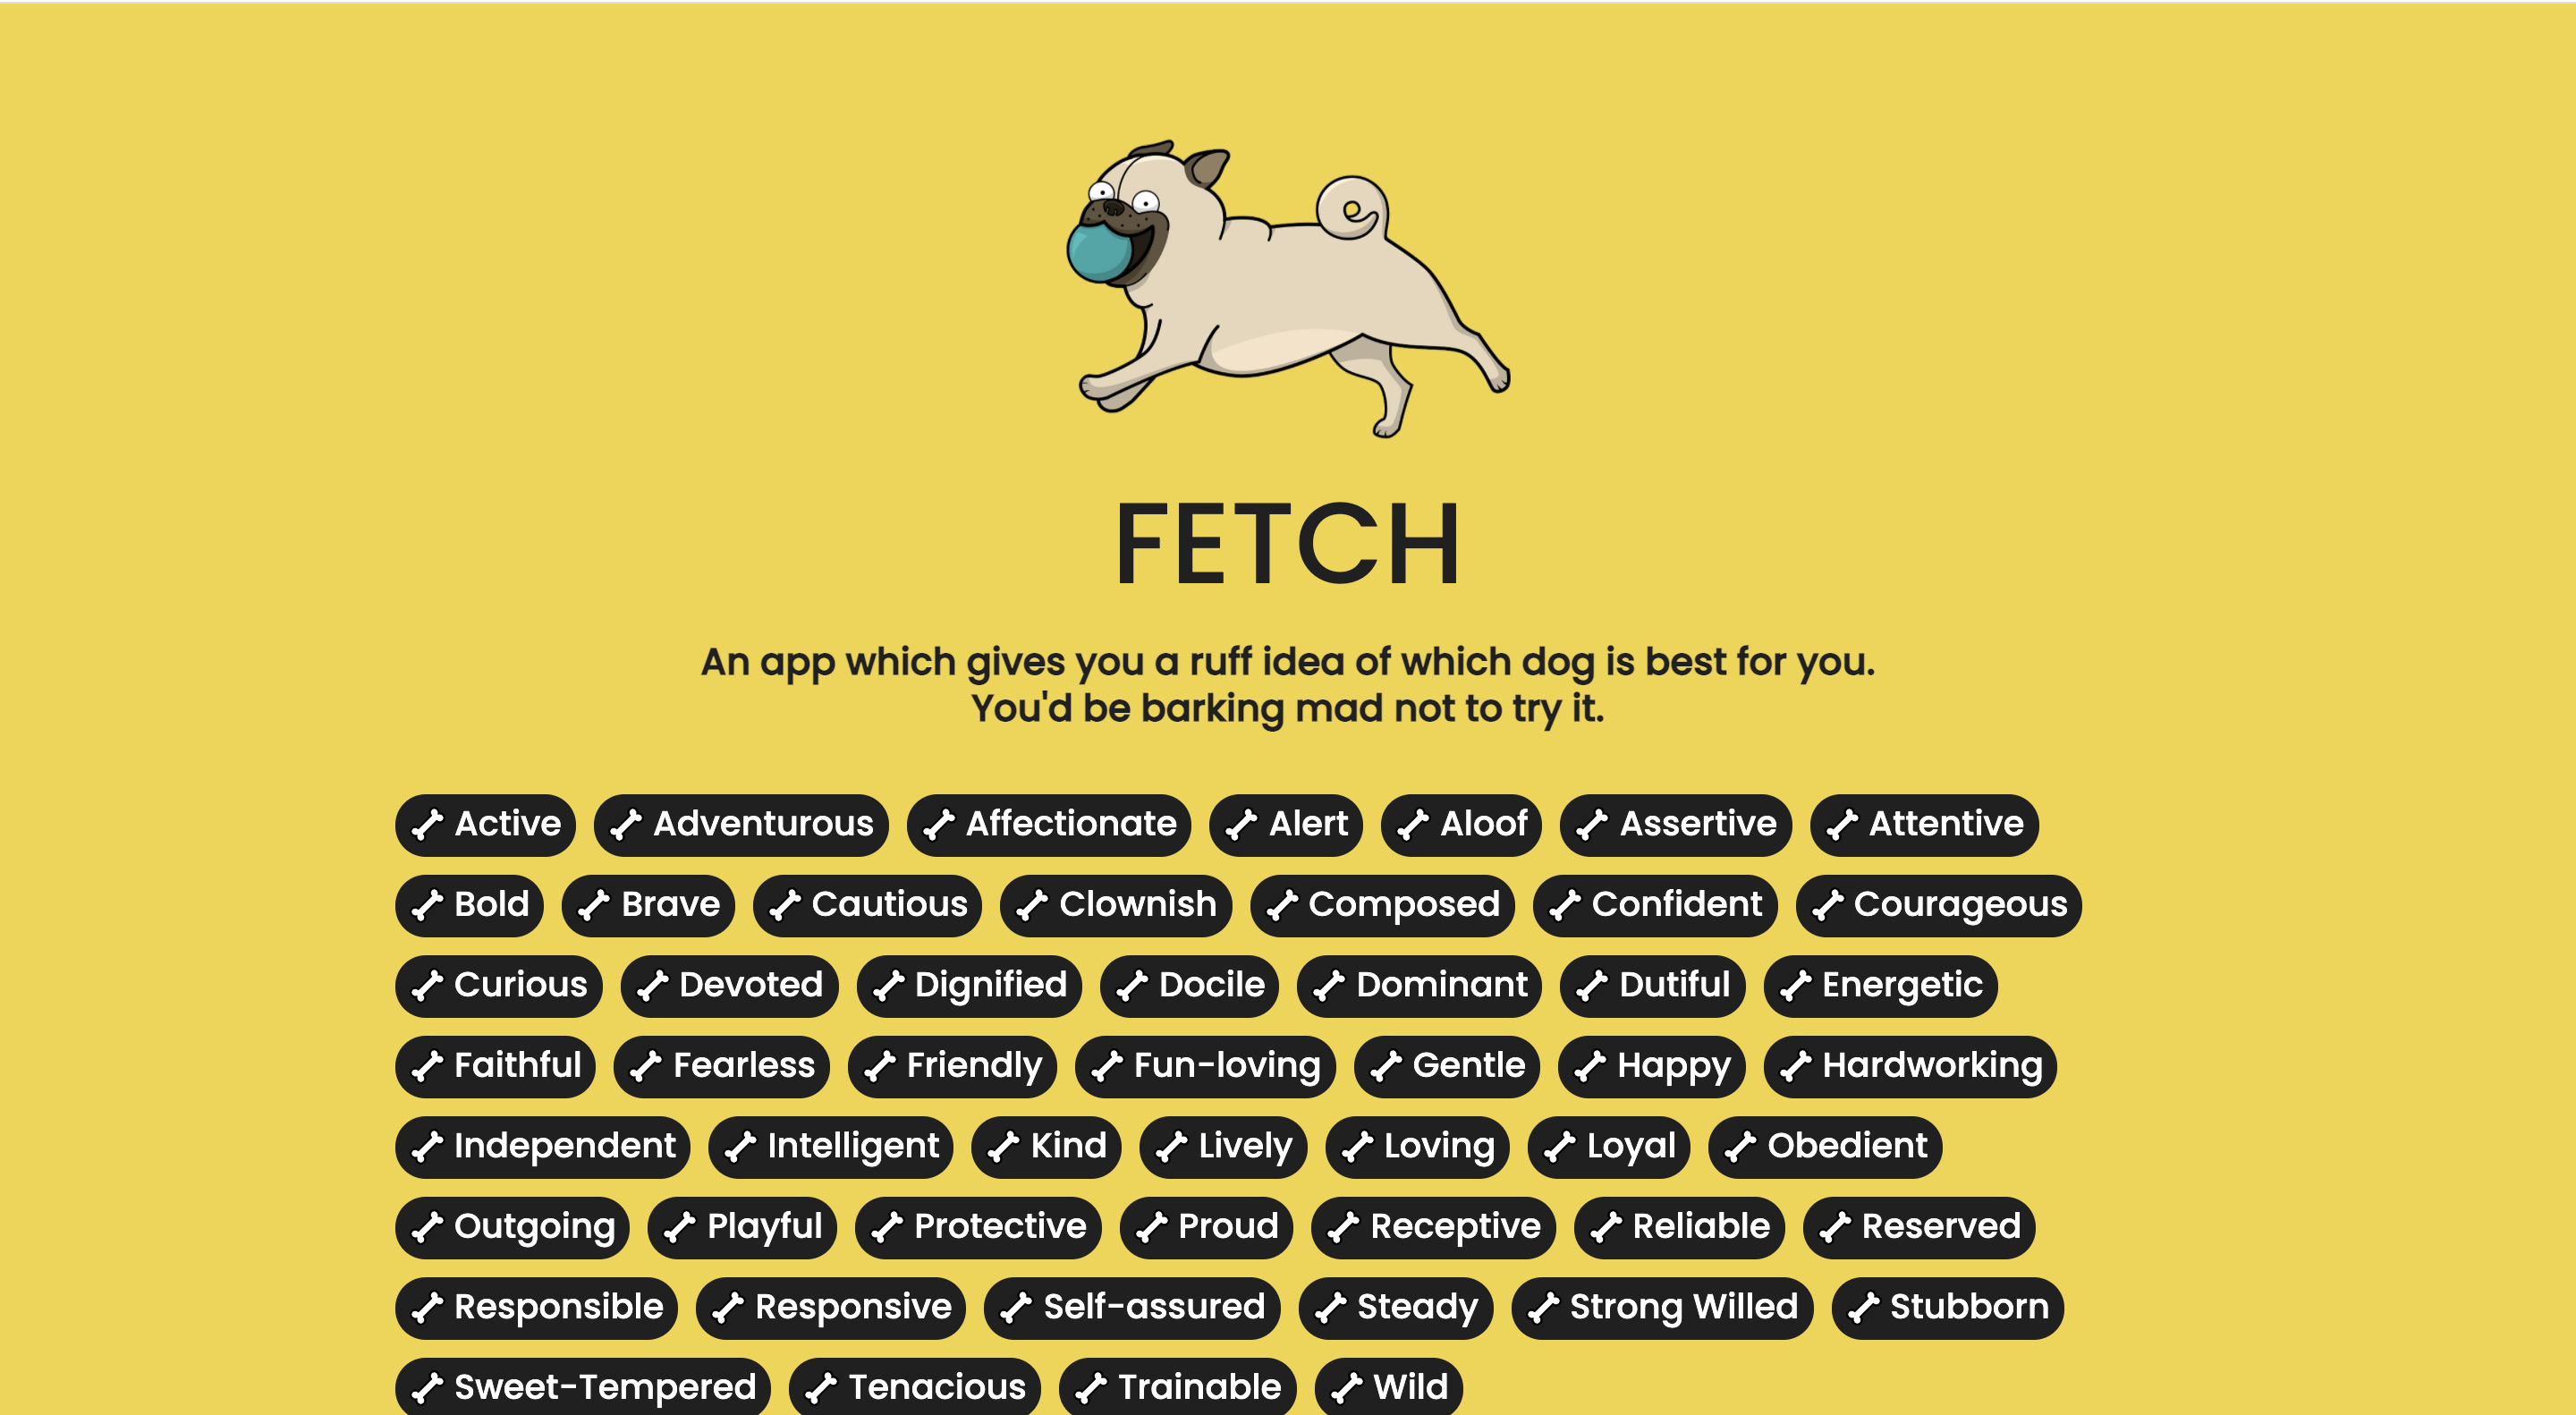 FETCH
An app which gives you a ruff idea of which dog is best for you.
You'd be barking mad not to try it.
Active Adventurous Affectionate Alert Aloof Assertive Attentive
Bold Brave Cautious Clownish Composed Confident Courageous
Curious Devoted Dignified Docile Dominant Dutiful Energetic
Faithful Fearless Friendly Fun-loving Gentle Happy Hardworking
Independent Intelligent Kind Lively Loving Loyal Obedient
Outgoing Playful Protective Proud Receptive Reliable Reserved
Responsible Responsive Self-assured Steady Strong Willed Stubborn
Sweet-Tempered Tenacious Trainable Wild